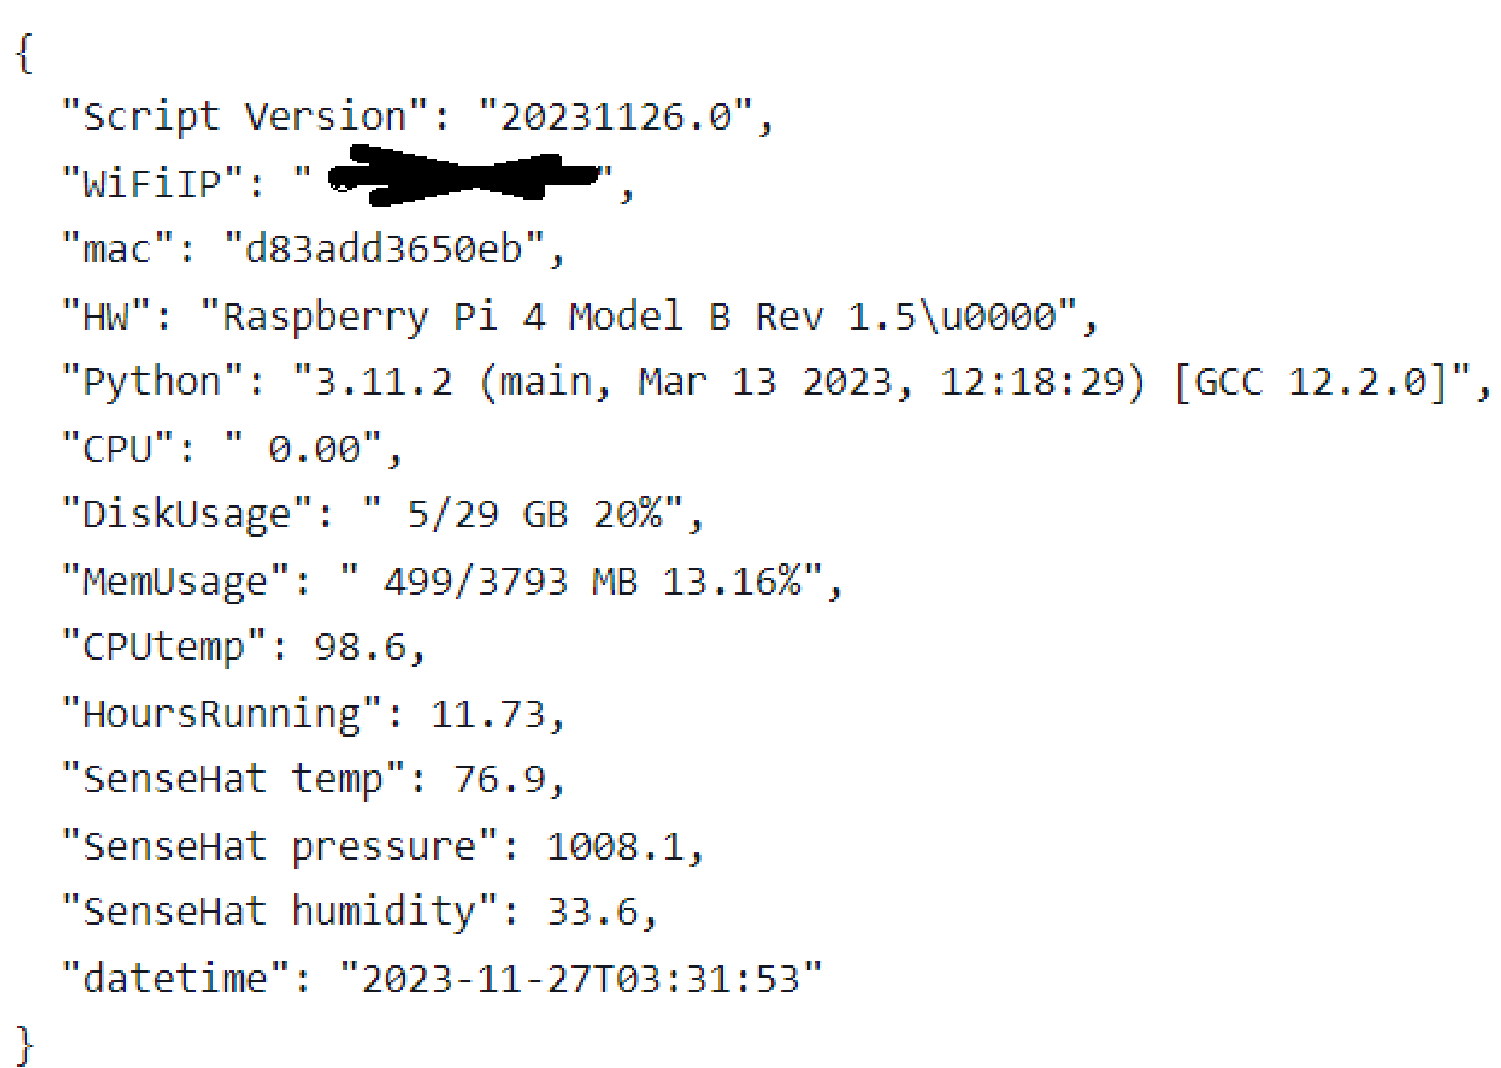 {
"Script Version": "20231126.0",
"WiFiIP": " ",
"mac": "d83add3650eb",
"HW": "Raspberry Pi 4 Model B Rev 1.5\u0000",
"Python": "3.11.2 (main, Mar 13 2023, 12:18:29) [GCC 12.2.0]",
"CPU": " 0.00",
"DiskUsage": " 5/29 GB 20%",
"MemUsage": " 499/3793 MB 13.16%",
"CPUtemp": 98.6,
"HoursRunning": 11.73,
"SenseHat temp": 76.9,
"SenseHat pressure": 1008.1,
"SenseHat humidity": 33.6,
"datetime": "2023-11-27T03:31:53"
}